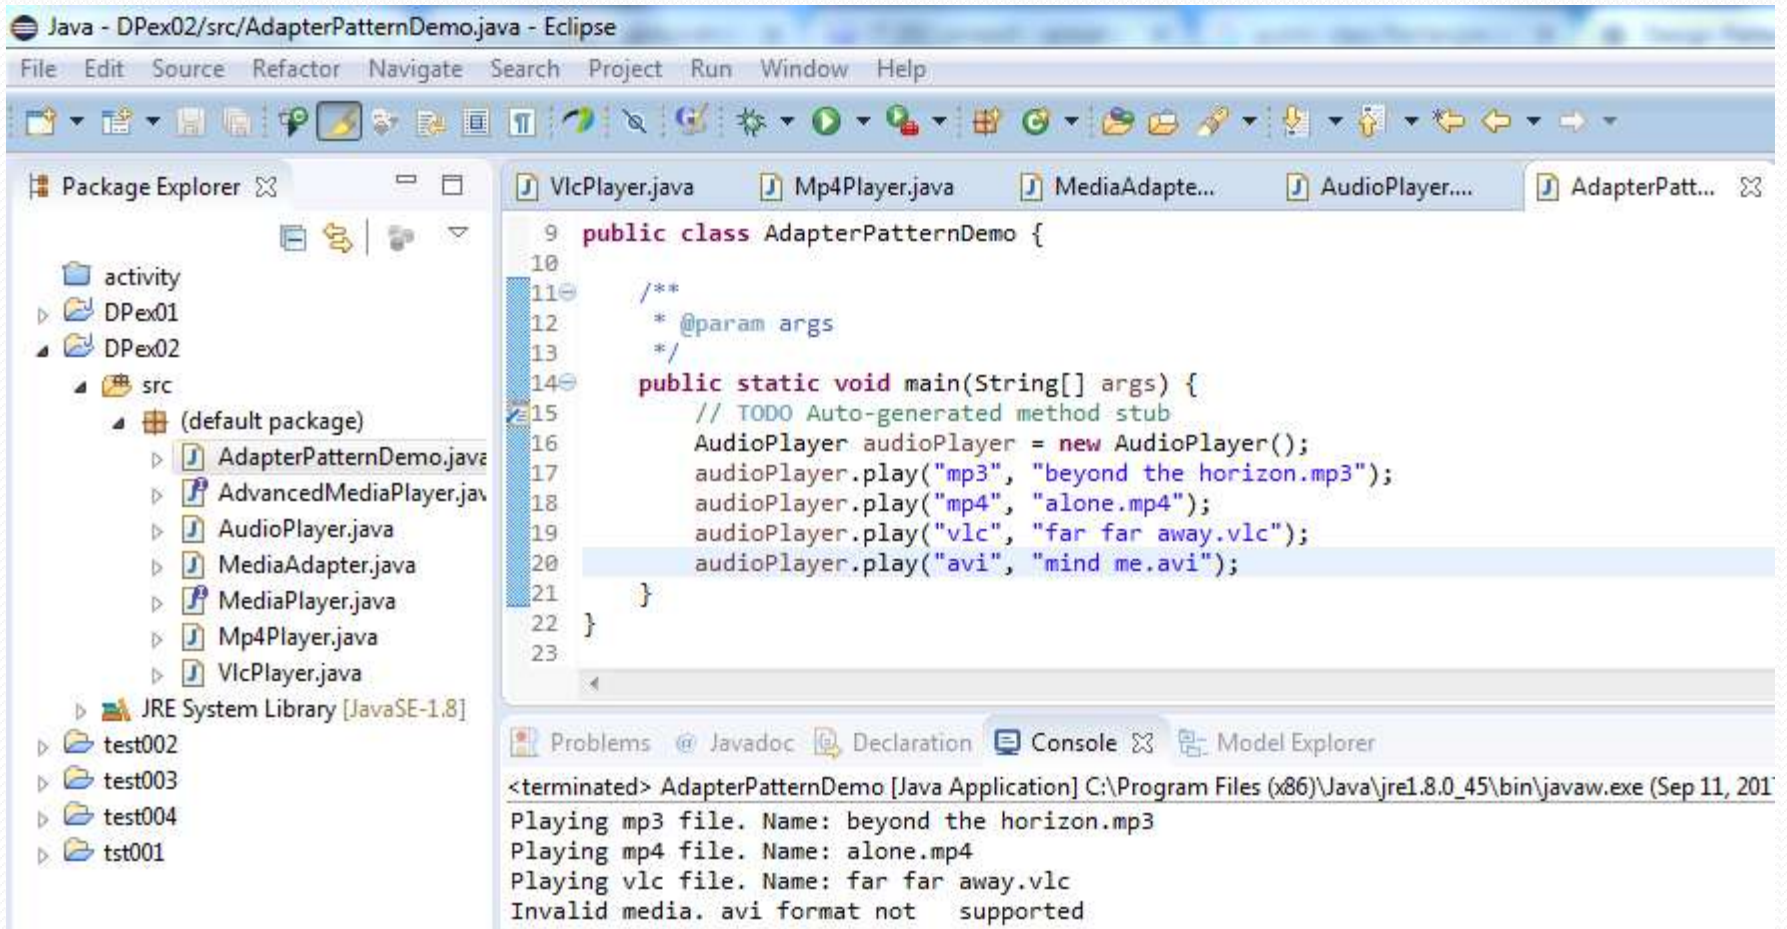 Java - DPex02/src/AdapterPatternDemo.java - Eclipse
File Edit Source Refactor Navigate Search Project Run Window Help
Package Explorer
activity
DPex01
DPex02
src
(default package)
AdapterPatternDemo.java
AdvancedMediaPlayer.jav
AudioPlayer.java
MediaAdapter.java
MediaPlayer.java
Mp4Player.java
VlcPlayer.java
JRE System Library [JavaSE-1.8]
test002
test003
test004
tst001
VlcPlayer.java Mp4Player.java MediaAdapte... AudioPlayer.... AdapterPatt...
9 public class AdapterPatternDemo {
10
11 /**
12 * @param args
13 */
14 public static void main(String[] args) {
15 // TODO Auto-generated method stub
16 AudioPlayer audioPlayer = new AudioPlayer();
17 audioPlayer.play("mp3", "beyond the horizon.mp3");
18 audioPlayer.play("mp4", "alone.mp4");
19 audioPlayer.play("vlc", "far far away.vlc");
20 audioPlayer.play("avi", "mind me.avi");
21 }
22 }
23
Problems @ Javadoc Declaration Console Model Explorer
<terminated> AdapterPatternDemo [Java Application] C:\Program Files (x86)\Java\jre1.8.0_45\bin\javaw.exe (Sep 11, 201
Playing mp3 file. Name: beyond the horizon.mp3
Playing mp4 file. Name: alone.mp4
Playing vlc file. Name: far far away.vlc
Invalid media. avi format not   supported